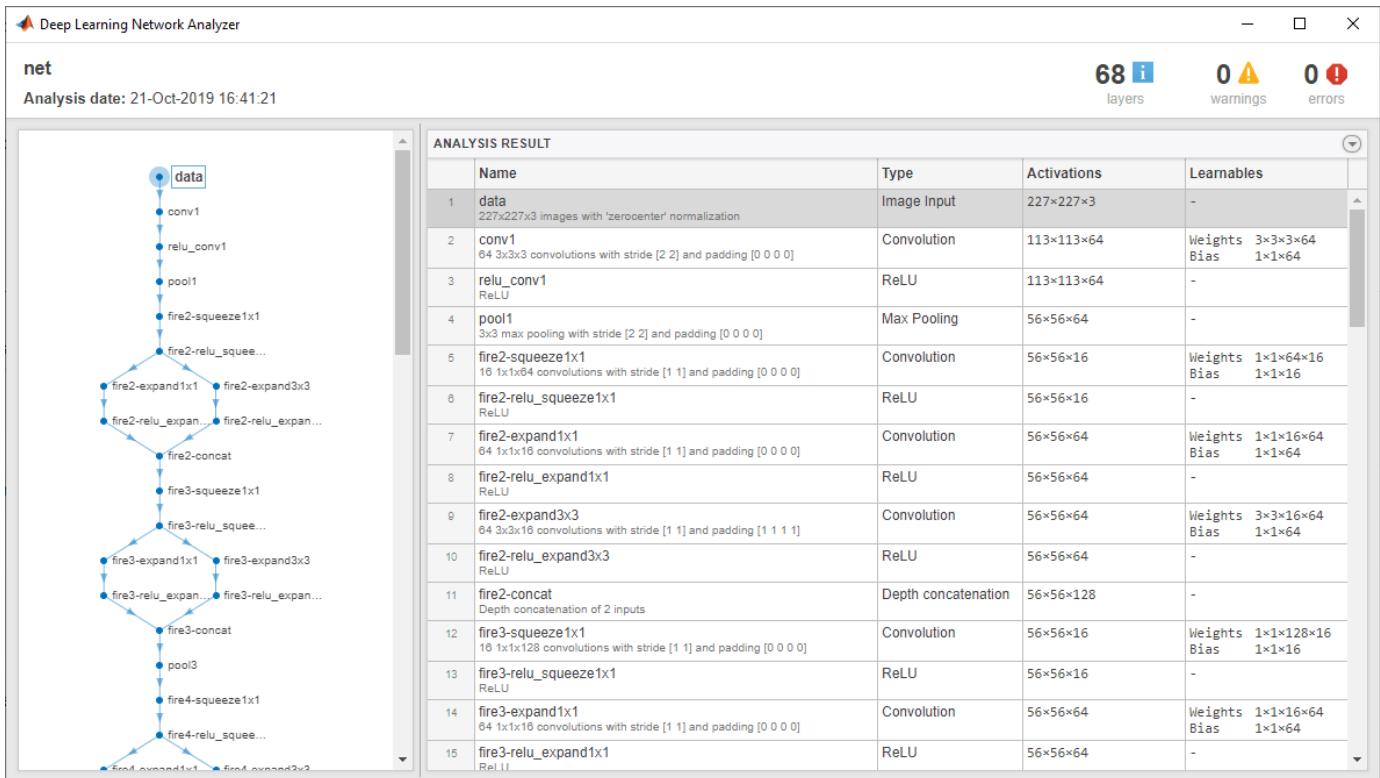 Deep Learning Network Analyzer
net
Analysis date: 21-Oct-2019 16:41:21
68 i
layers
0
warnings
0
errors
data
conv1
relu_conv1
pool1
fire2-squeeze1x1
fire2-relu_squee...
fire2-expand1x1 fire2-expand3x3
fire2-relu_expan... fire2-relu_expan...
fire2-concat
fire3-squeeze1x1
fire3-relu_squee...
fire3-expand1x1 fire3-expand3x3
fire3-relu_expan... fire3-relu_expan...
fire3-concat
pool3
fire4-squeeze1x1
fire4-relu_squee...
fire4-expand1x1 fire4-expand3x3
ANALYSIS RESULT
Name Type Activations Learnables
1 data Image Input 227×227×3 -
227x227x3 images with 'zerocenter' normalization
2 conv1 Convolution 113×113×64 Weights 3×3×3×64
64 3x3x3 convolutions with stride [2 2] and padding [0 0 0 0] Bias 1×1×64
3 relu_conv1 ReLU 113×113×64 -
ReLU
4 pool1 Max Pooling 56×56×64 -
3x3 max pooling with stride [2 2] and padding [0 0 0 0]
5 fire2-squeeze1x1 Convolution 56×56×16 Weights 1×1×64×16
16 1x1x64 convolutions with stride [1 1] and padding [0 0 0 0] Bias 1×1×16
6 fire2-relu_squeeze1x1 ReLU 56×56×16 -
ReLU
7 fire2-expand1x1 Convolution 56×56×64 Weights 1×1×16×64
64 1x1x16 convolutions with stride [1 1] and padding [0 0 0 0] Bias 1×1×64
8 fire2-relu_expand1x1 ReLU 56×56×64 -
ReLU
9 fire2-expand3x3 Convolution 56×56×64 Weights 3×3×16×64
64 3x3x16 convolutions with stride [1 1] and padding [1 1 1 1] Bias 1×1×64
10 fire2-relu_expand3x3 ReLU 56×56×64 -
ReLU
11 fire2-concat Depth concatenation 56×56×128 -
Depth concatenation of 2 inputs
12 fire3-squeeze1x1 Convolution 56×56×16 Weights 1×1×128×16
16 1x1x128 convolutions with stride [1 1] and padding [0 0 0 0] Bias 1×1×16
13 fire3-relu_squeeze1x1 ReLU 56×56×16 -
ReLU
14 fire3-expand1x1 Convolution 56×56×64 Weights 1×1×16×64
64 1x1x16 convolutions with stride [1 1] and padding [0 0 0 0] Bias 1×1×64
15 fire3-relu_expand1x1 ReLU 56×56×64 -
ReLU